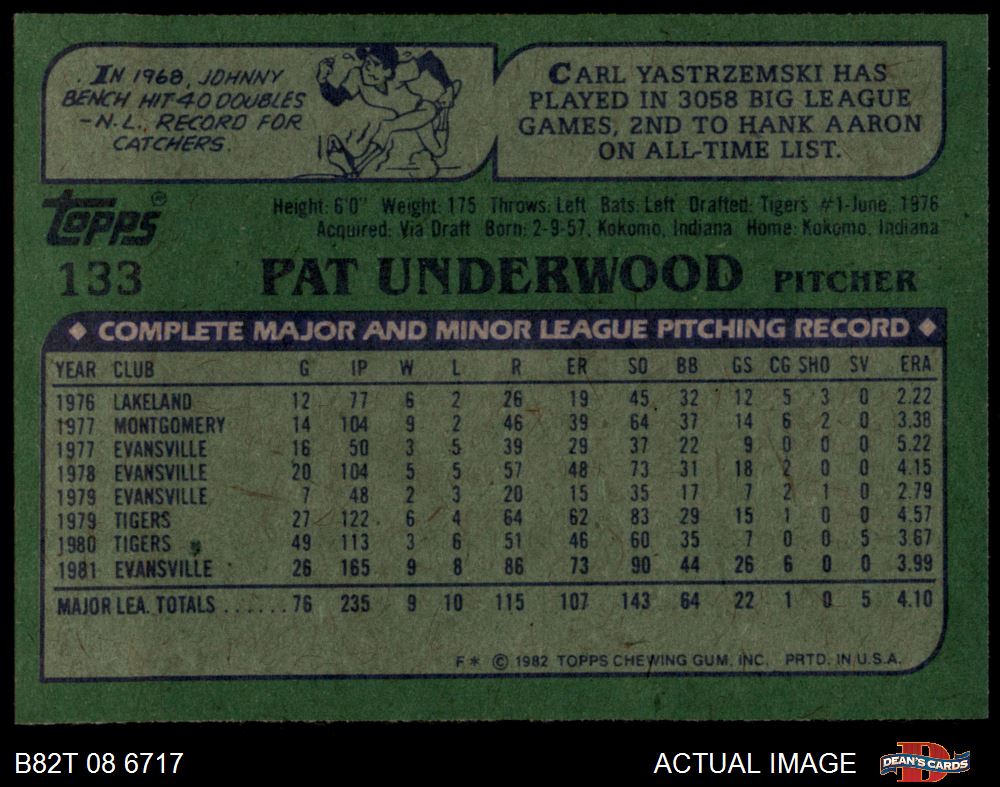 IN 1968, JOHNNY
BENCH HIT 40 DOUBLES
-N.L. RECORD FOR
CATCHERS.
CARL YASTRZEMSKI HAS
PLAYED IN 3058 BIG LEAGUE
GAMES, 2ND TO HANK AARON
ON ALL-TIME LIST.
TOPPS®
Height: 6'0" Weight: 175 Throws: Left Bats: Left Drafted: Tigers #1-June, 1976
Acquired: Via Draft Born: 2-9-57, Kokomo, Indiana Home: Kokomo, Indiana
133 PAT UNDERWOOD PITCHER
◆ COMPLETE MAJOR AND MINOR LEAGUE PITCHING RECORD ◆
YEAR CLUB G IP W L R ER SO BB GS CG SHO SV ERA
1976 LAKELAND 12 77 6 2 26 19 45 32 12 5 3 0 2.22
1977 MONTGOMERY 14 104 9 2 46 39 64 37 14 6 2 0 3.38
1977 EVANSVILLE 16 50 3 5 39 29 37 22 9 0 0 0 5.22
1978 EVANSVILLE 20 104 5 5 57 48 73 31 18 2 0 0 4.15
1979 EVANSVILLE 7 48 2 3 20 15 35 17 7 2 1 0 2.79
1979 TIGERS 27 122 6 4 64 62 83 29 15 1 0 0 4.57
1980 TIGERS 49 113 3 6 51 46 60 35 7 0 0 5 3.67
1981 EVANSVILLE 26 165 9 8 86 73 90 44 26 6 0 0 3.99
MAJOR LEA. TOTALS ......76 235 9 10 115 107 143 64 22 1 0 5 4.10
F* © 1982 TOPPS CHEWING GUM, INC. PRTD. IN U.S.A.
B82T 08 6717
ACTUAL IMAGE
D
DEAN'S CARDS